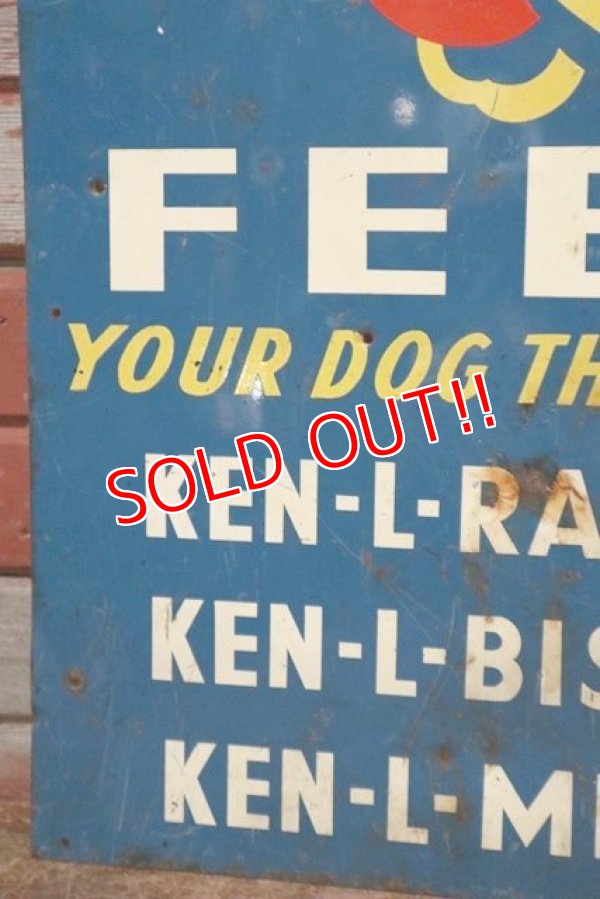 FEE
YOUR DOG TH
SOLD OUT!!
KEN-L-RA
KEN-L-BIS
KEN-L-M